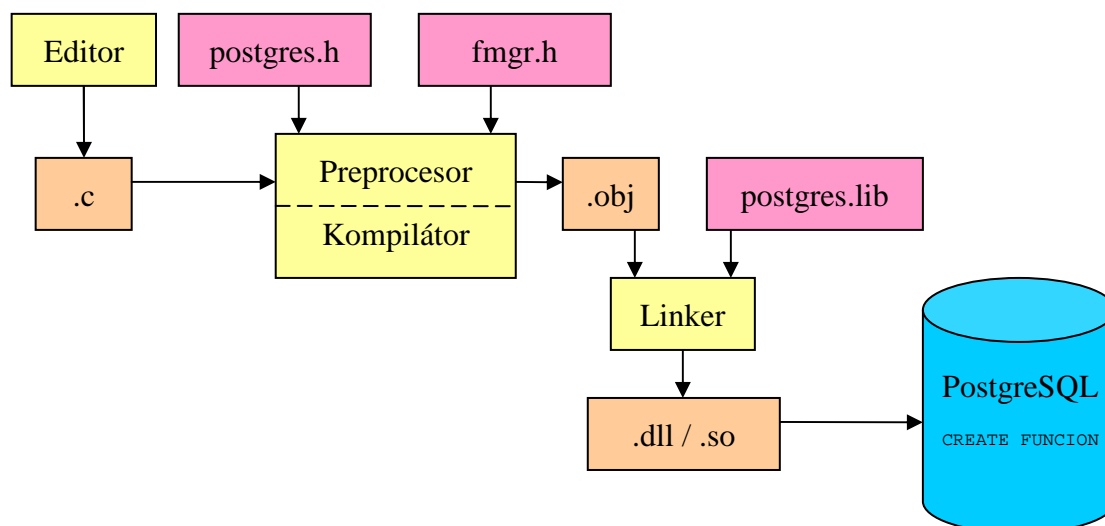 Editor
postgres.h
fmgr.h
Preprocesor
.c
.obj
postgres.lib
Kompilátor
Linker
PostgreSQL
.dll / .so
CREATE FUNCION